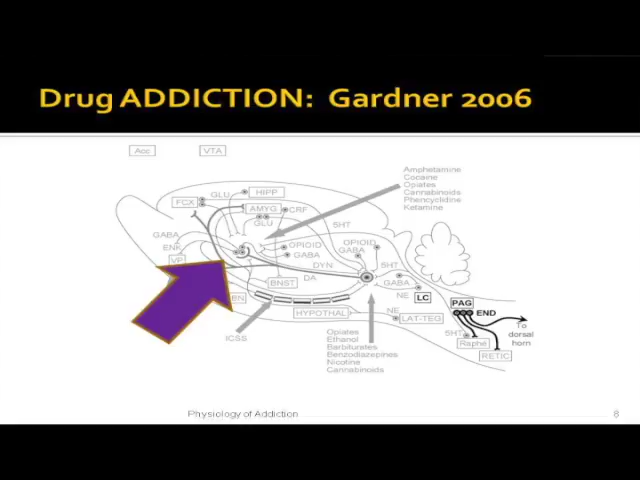 Drug ADDICTION: Gardner 2006
Acc
VTA
Amphetamine
Cocaine
Opiates
Cannabinoids
Phencyclidine
Ketamine
FCX
GLU
HIPP
AMYG
CRF
GLU
5HT
GABA
ENK
VP
OPIOID
GABA
OPIOID
GABA
DYN
5HT
DA
BNST
GABA
BN
NE
LC
HYPOTHAL
NE
LAT-TEG
PAG
END
To
dorsal
horn
5HT
Raphé
RETIC
ICSS
Opiates
Ethanol
Barbiturates
Benzodiazepines
Nicotine
Cannabinoids
Physiology of Addiction
8